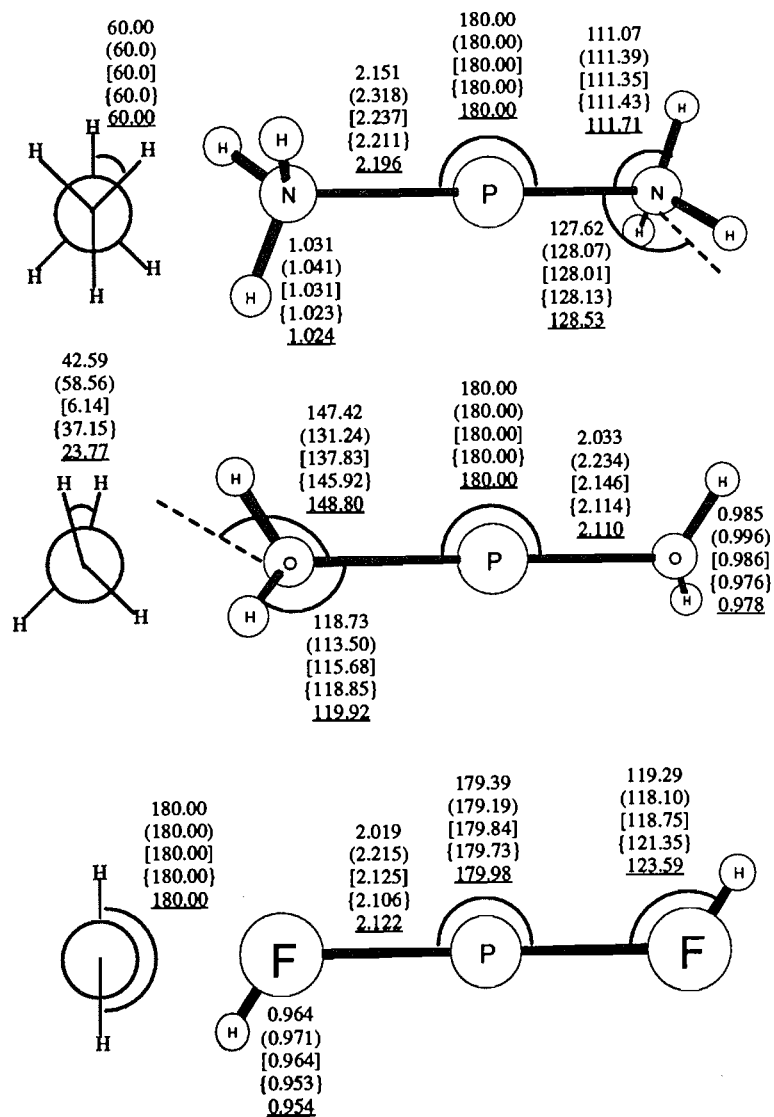 60.00
(60.0)
[60.0]
{60.0}
60.00
H
H
H
H
H
H
2.151
(2.318)
[2.237]
{2.211}
2.196
180.00
(180.00)
[180.00]
{180.00}
180.00
111.07
(111.39)
[111.35]
{111.43}
111.71
H
H
N
H
P
N
H
H
H
1.031
(1.041)
[1.031]
{1.023}
1.024
127.62
(128.07)
[128.01]
{128.13}
128.53
42.59
(58.56)
[6.14]
{37.15}
23.77
H H
H
H
147.42
(131.24)
[137.83]
{145.92}
148.80
180.00
(180.00)
[180.00]
{180.00}
180.00
2.033
(2.234)
[2.146]
{2.114}
2.110
H
O
H
P
O
H
H
0.985
(0.996)
[0.986]
{0.976}
0.978
118.73
(113.50)
[115.68]
{118.85}
119.92
180.00
(180.00)
[180.00]
{180.00}
180.00
H
H
2.019
(2.215)
[2.125]
{2.106}
2.122
179.39
(179.19)
[179.84]
{179.73}
179.98
119.29
(118.10)
[118.75]
{121.35}
123.59
F
H
P
F
H
0.964
(0.971)
[0.964]
{0.953}
0.954